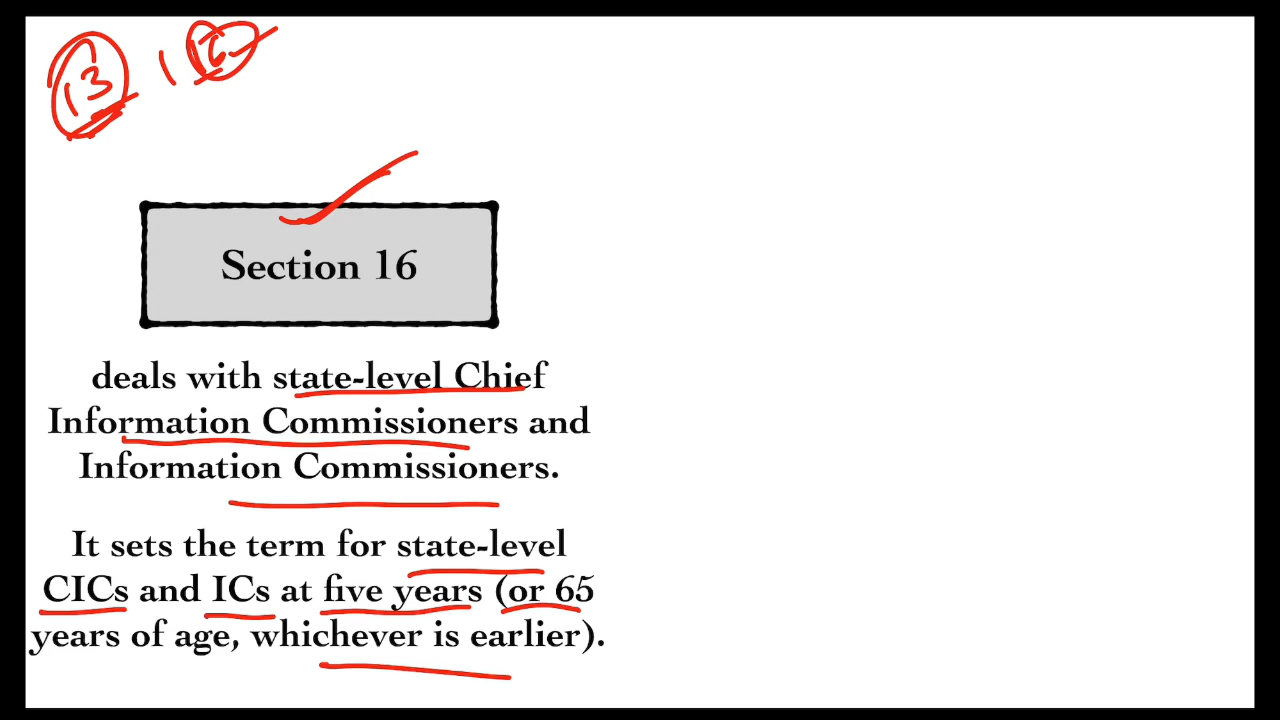 13
Section 16
deals with state-level Chief
Information Commissioners and
Information Commissioners.
It sets the term for state-level
CICs and ICs at five years (or 65
years of age, whichever is earlier).